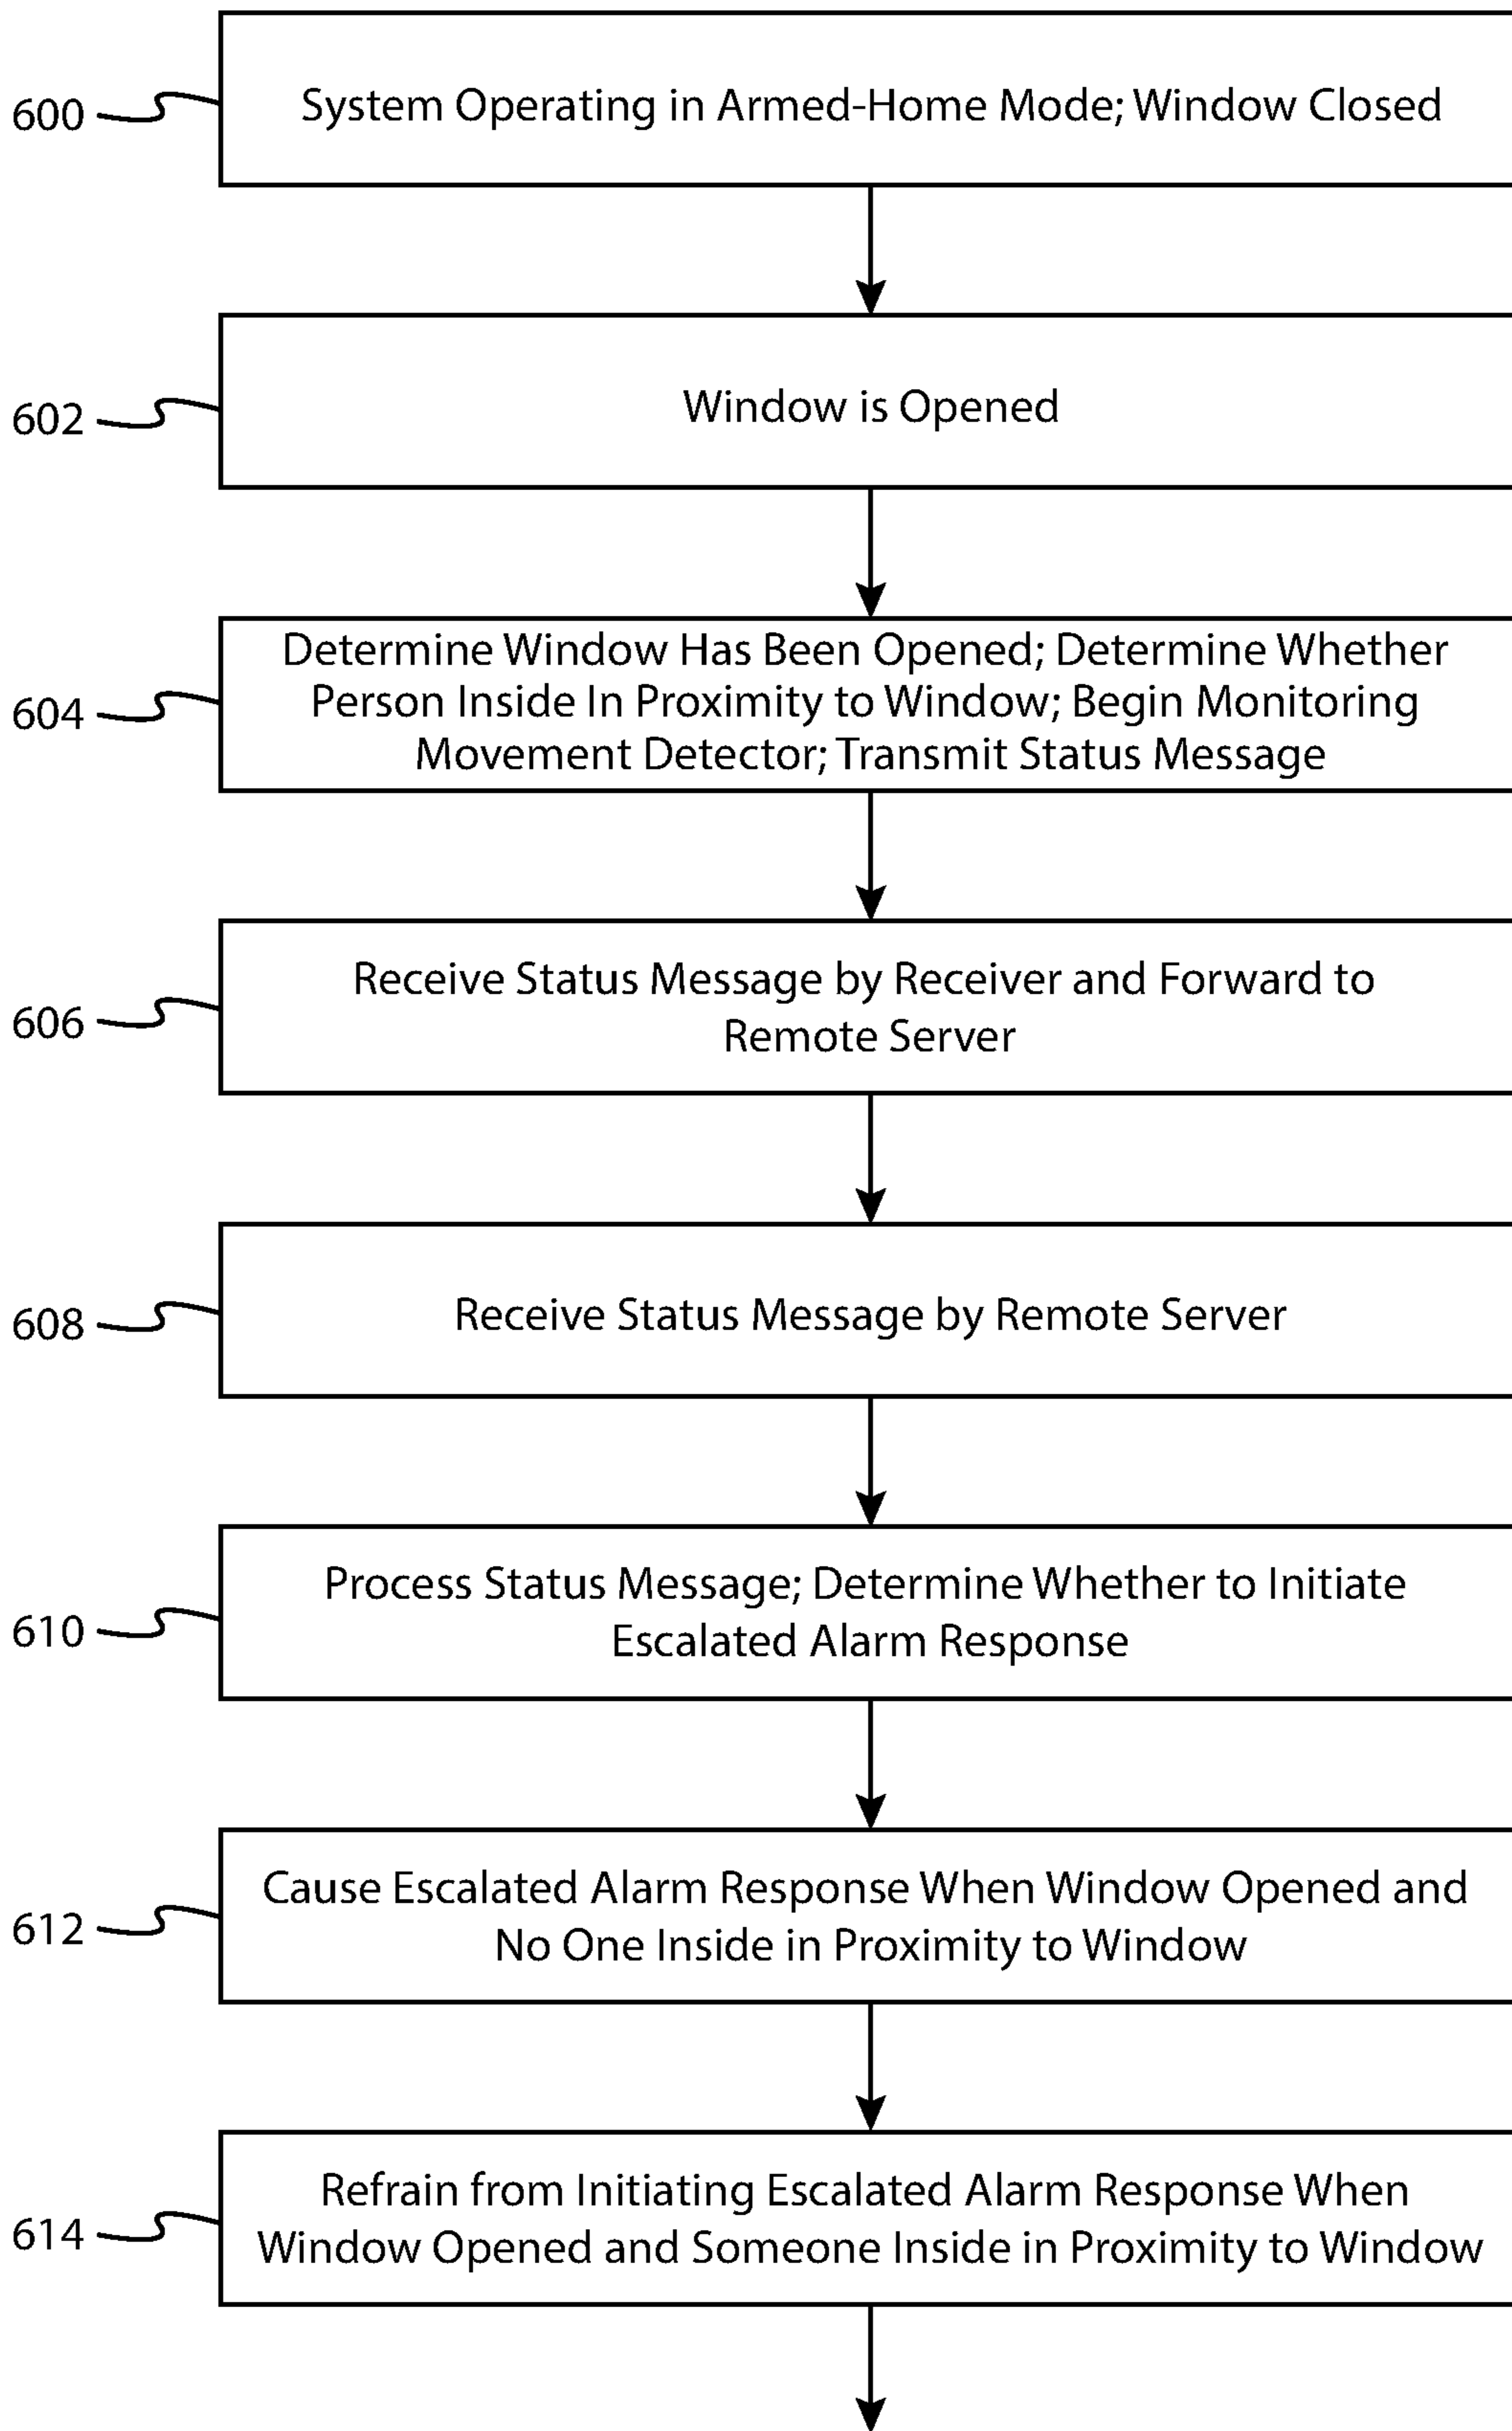 600
System Operating in Armed-Home Mode; Window Closed
602
Window is Opened
604
Determine Window Has Been Opened; Determine Whether
Person Inside In Proximity to Window; Begin Monitoring
Movement Detector; Transmit Status Message
606
Receive Status Message by Receiver and Forward to
Remote Server
608
Receive Status Message by Remote Server
610
Process Status Message; Determine Whether to Initiate
Escalated Alarm Response
612
Cause Escalated Alarm Response When Window Opened and
No One Inside in Proximity to Window
614
Refrain from Initiating Escalated Alarm Response When
Window Opened and Someone Inside in Proximity to Window